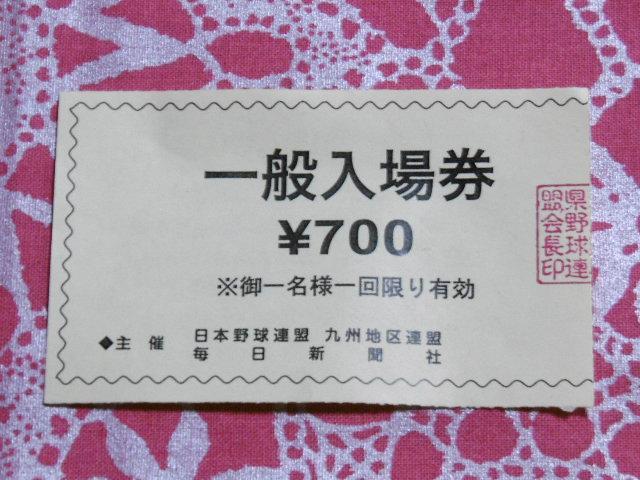 一般入場券
¥700
※御一名様一回限り有効
◆主催 日本野球連盟 九州地区連盟
毎日新聞社
県野球連
盟会長印